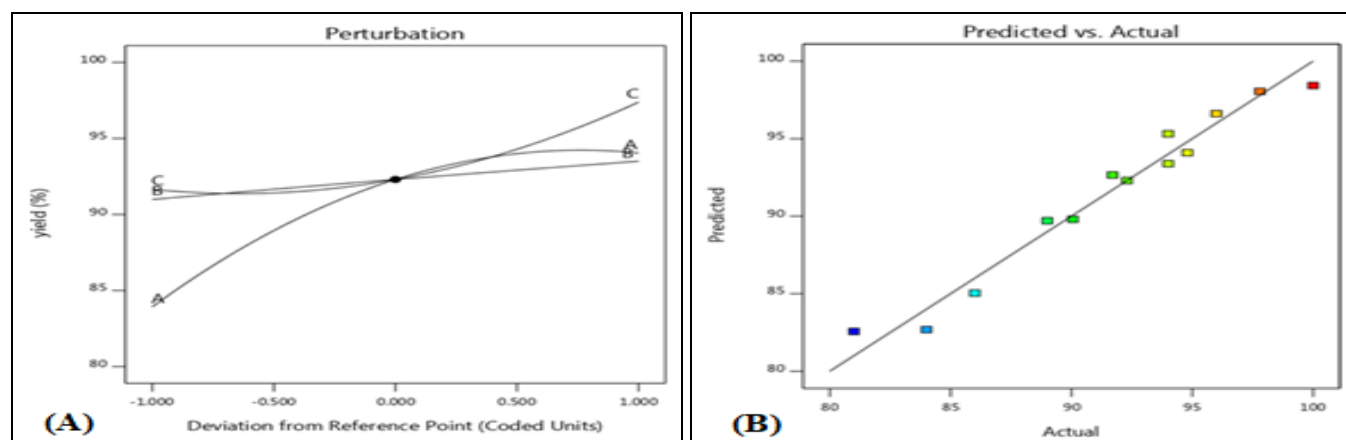 Perturbation
100
95
90
85
80
yield (%)
C
B
A
C
A
B
-1.000
-0.500
0.000
0.500
1.000
Deviation from Reference Point (Coded Units)
(A)
Predicted vs. Actual
100
95
90
85
80
Predicted
80
85
90
95
100
Actual
(B)